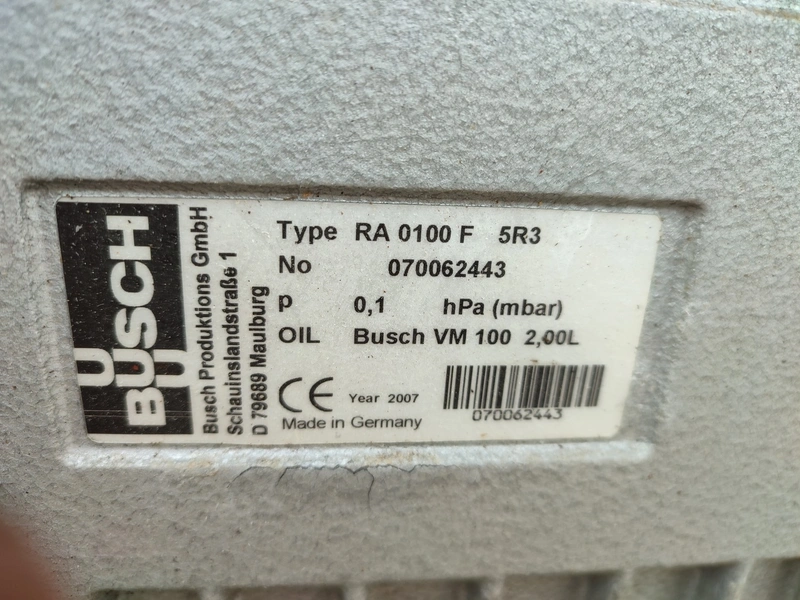 BUSCH
Busch Produktions GmbH
Schauinslandstraße 1
D 79689 Maulburg
Type RA 0100 F 5R3
No 070062443
p 0,1 hPa (mbar)
OIL Busch VM 100 2,00L
CE Year 2007
Made in Germany
070062443